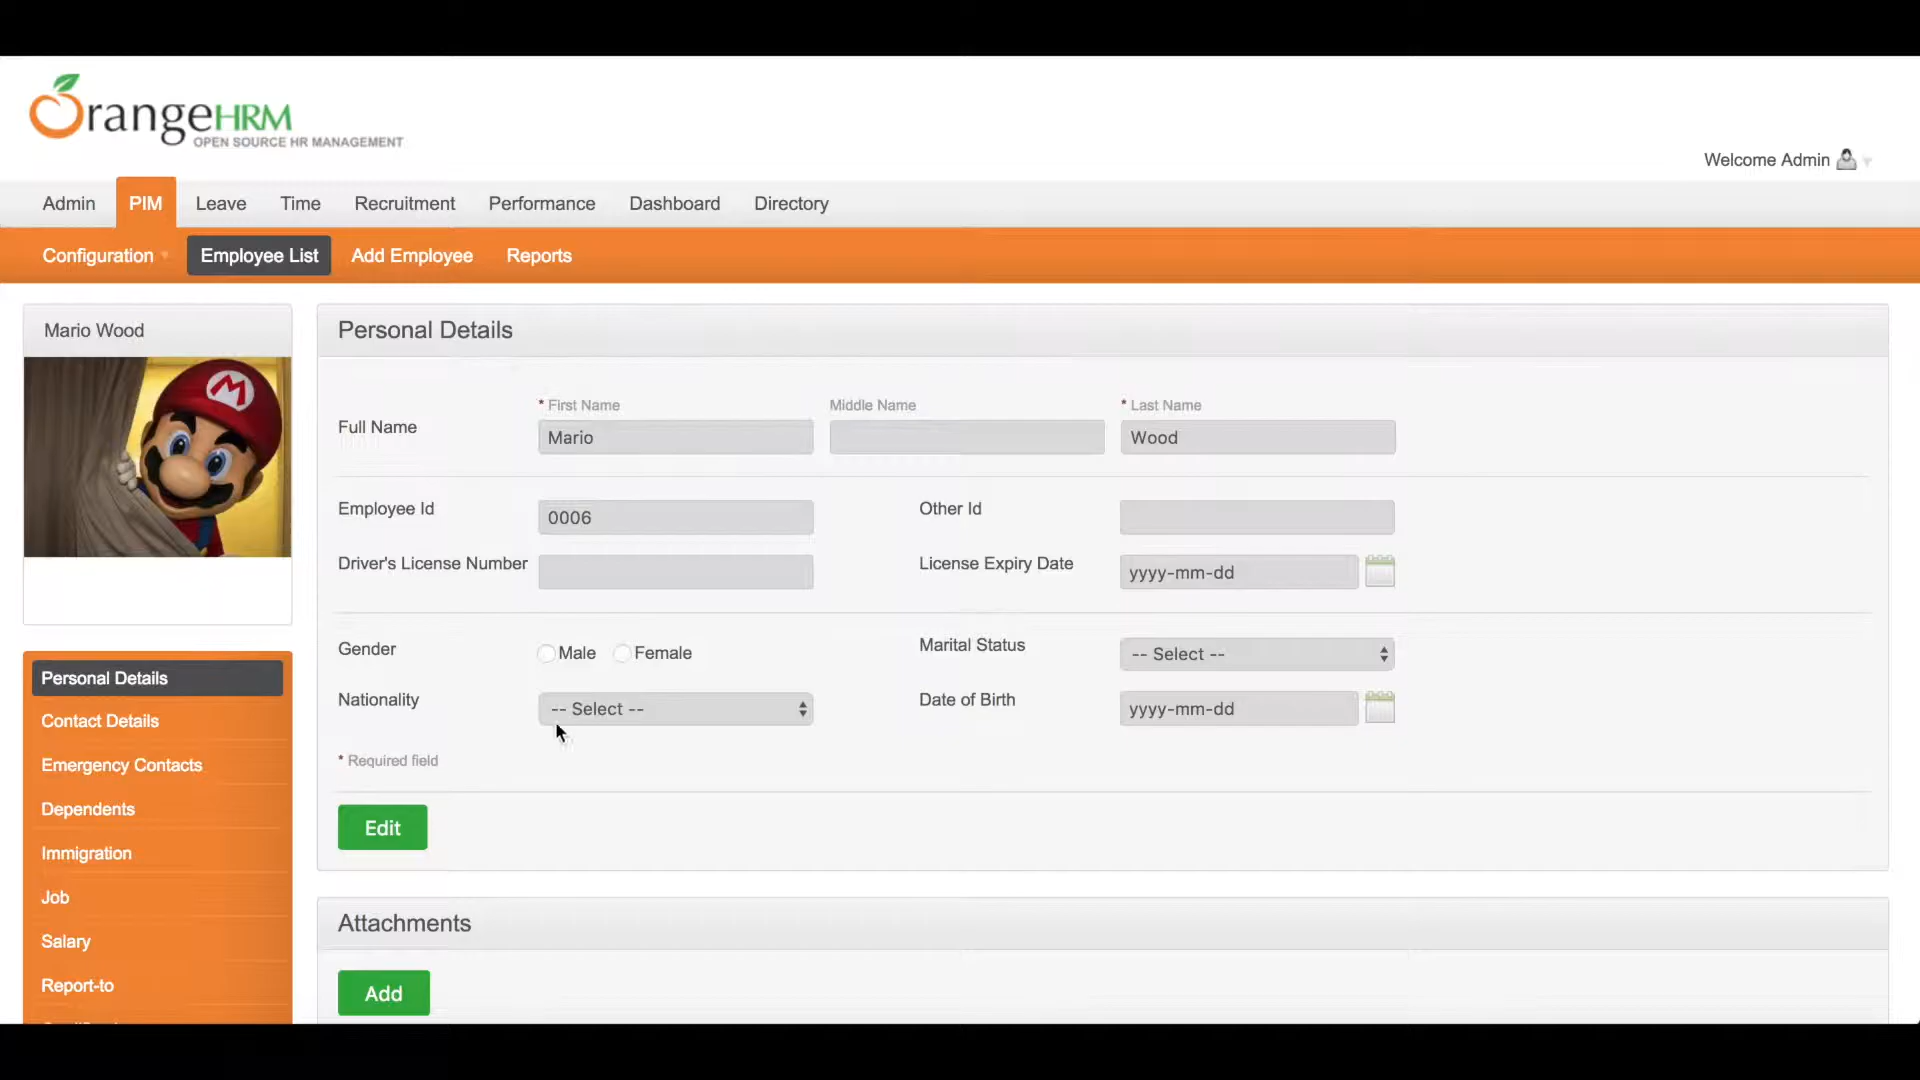 OrangeHRM
OPEN SOURCE HR MANAGEMENT
Welcome Admin
Admin PIM Leave Time Recruitment Performance Dashboard Directory
Configuration Employee List Add Employee Reports
Mario Wood
M
Personal Details
Contact Details
Emergency Contacts
Dependents
Immigration
Job
Salary
Report-to
Personal Details
* First Name Middle Name * Last Name
Full Name Mario Wood
Employee Id 0006 Other Id
Driver's License Number License Expiry Date yyyy-mm-dd
Gender Male Female Marital Status -- Select --
Nationality -- Select -- Date of Birth yyyy-mm-dd
* Required field
Edit
Attachments
Add